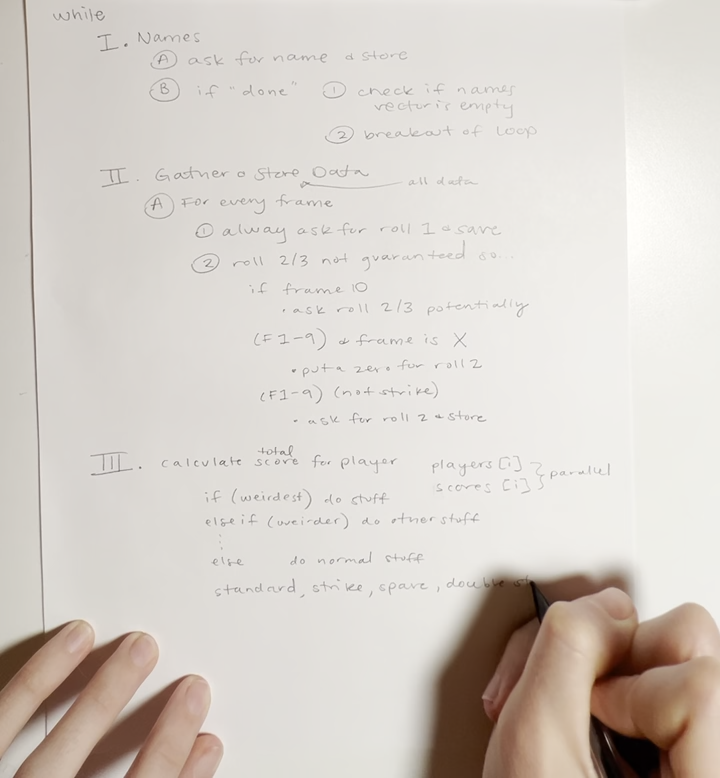 while
I. Names
A ask for name & store
B if "done" 1 check if names
vector is empty
2 breakout of loop
II. Gather & Store Data
all data
A For every frame
1 alway ask for roll 1 & save
2 roll 2/3 not guaranteed so...
if frame 10
• ask roll 2/3 potentially
(F1-9) & frame is X
• put a zero for roll 2
(F1-9) (not strike)
• ask for roll 2 & store
III. calculate total score for player players [i] } parallel
scores [i]
if (weirdest) do stuff
else if (weirder) do other stuff
else do normal stuff
standard, strike, spare, double st